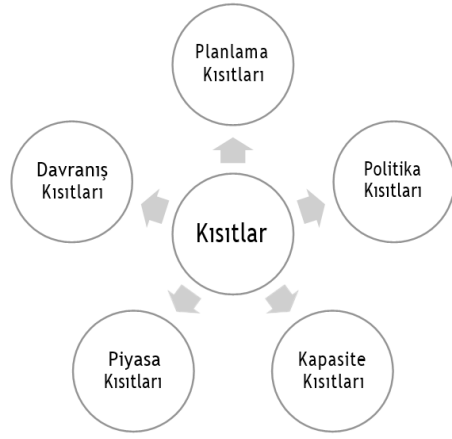 Planlama
Kısıtları
Davranış
Kısıtları
Politika
Kısıtları
Kısıtlar
Piyasa
Kısıtları
Kapasite
Kısıtları